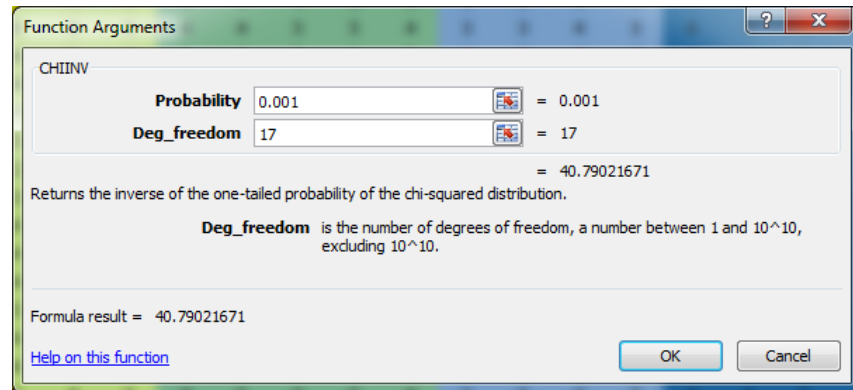 Function Arguments
?
X
CHIINV
Probability 0.001 = 0.001
Deg_freedom 17 = 17
= 40.79021671
Returns the inverse of the one-tailed probability of the chi-squared distribution.
Deg_freedom is the number of degrees of freedom, a number between 1 and 10^10,
excluding 10^10.
Formula result = 40.79021671
Help on this function
OK Cancel